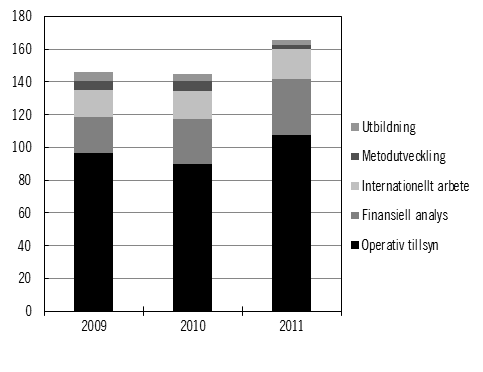 180
160
140
120
100
80
60
40
20
0
2009 2010 2011
Utbildning
Metodutveckling
Internationellt arbete
Finansiell analys
Operativ tillsyn